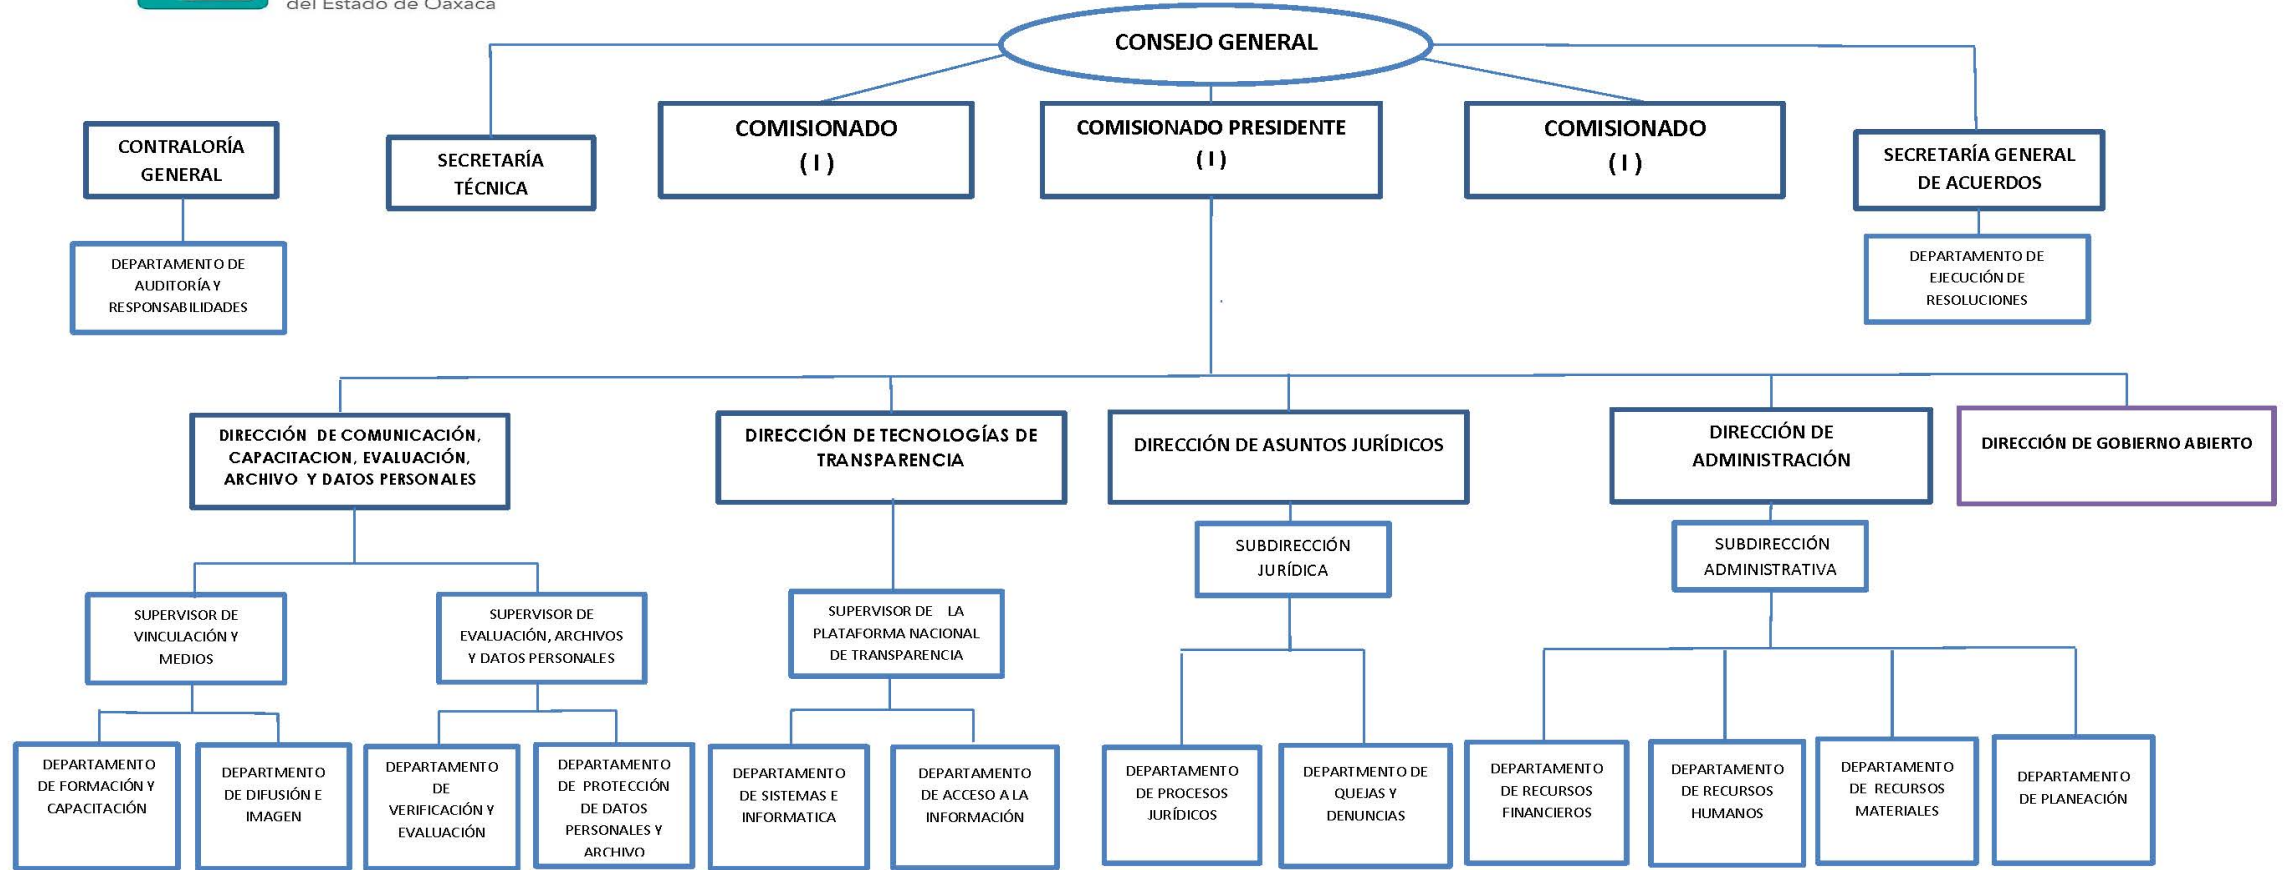 del Estado de Oaxaca
CONSEJO GENERAL
CONTRALORÍA
GENERAL
SECRETARÍA
TÉCNICA
COMISIONADO
( I )
COMISIONADO PRESIDENTE
( I )
COMISIONADO
( I )
SECRETARÍA GENERAL
DE ACUERDOS
DEPARTAMENTO DE
AUDITORÍA Y
RESPONSABILIDADES
DEPARTAMENTO DE
EJECUCIÓN DE
RESOLUCIONES
DIRECCIÓN DE COMUNICACIÓN,
CAPACITACION, EVALUACIÓN,
ARCHIVO Y DATOS PERSONALES
DIRECCIÓN DE TECNOLOGÍAS DE
TRANSPARENCIA
DIRECCIÓN DE ASUNTOS JURÍDICOS
DIRECCIÓN DE
ADMINISTRACIÓN
DIRECCIÓN DE GOBIERNO ABIERTO
SUBDIRECCIÓN
JURÍDICA
SUBDIRECCIÓN
ADMINISTRATIVA
SUPERVISOR DE
VINCULACIÓN Y
MEDIOS
SUPERVISOR DE
EVALUACIÓN, ARCHIVOS
Y DATOS PERSONALES
SUPERVISOR DE LA
PLATAFORMA NACIONAL
DE TRANSPARENCIA
DEPARTAMENTO
DE FORMACIÓN Y
CAPACITACIÓN
DEPARTMENTO
DE DIFUSIÓN E
IMAGEN
DEPARTAMENTO
DE
VERIFICACIÓN Y
EVALUACIÓN
DEPARTAMENTO
DE PROTECCIÓN
DE DATOS
PERSONALES Y
ARCHIVO
DEPARTAMENTO
DE SISTEMAS E
INFORMATICA
DEPARTAMENTO
DE ACCESO A LA
INFORMACIÓN
DEPARTAMENTO
DE PROCESOS
JURÍDICOS
DEPARTMENTO DE
QUEJAS Y
DENUNCIAS
DEPARTAMENTO
DE RECURSOS
FINANCIEROS
DEPARTAMENTO
DE RECURSOS
HUMANOS
DEPARTAMENTO
DE RECURSOS
MATERIALES
DEPARTAMENTO
DE PLANEACIÓN